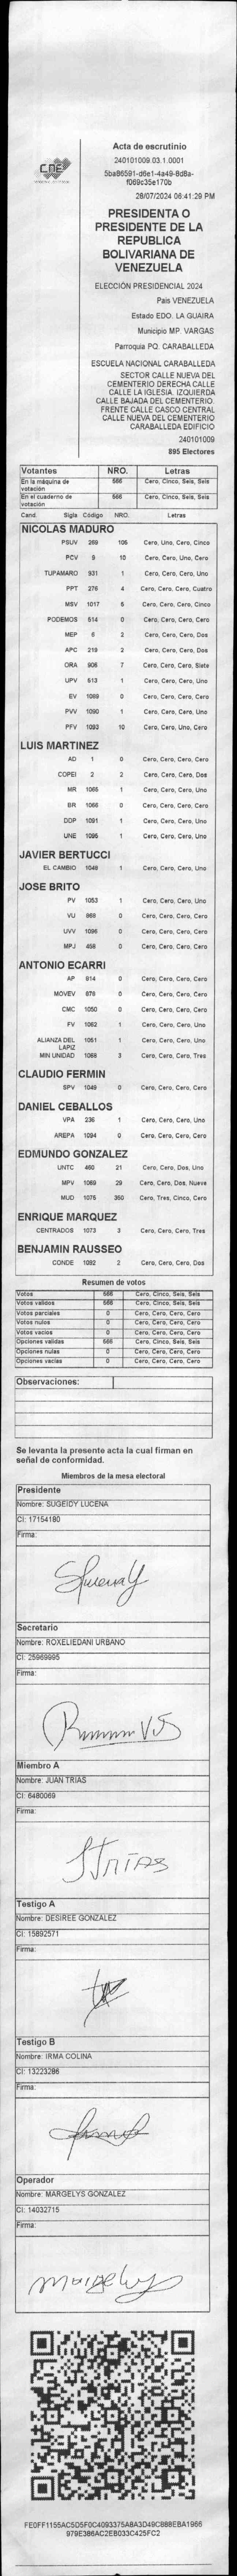 CNE
Acta de escrutinio
240101009.03.1.0001
5ba86591-d6e1-4a49-8d8a-
f069c35e170b
28/07/2024 06:41:29 PM
PRESIDENTA O
PRESIDENTE DE LA
REPUBLICA
BOLIVARIANA DE
VENEZUELA
ELECCIÓN PRESIDENCIAL 2024
Pais VENEZUELA
Estado EDO. LA GUAIRA
Municipio MP. VARGAS
Parroquia PQ. CARABALLEDA
ESCUELA NACIONAL CARABALLEDA
SECTOR CALLE NUEVA DEL
CEMENTERIO DERECHA CALLE
CALLE LA IGLESIA. IZQUIERDA
CALLE BAJADA DEL CEMENTERIO.
FRENTE CALLE CASCO CENTRAL
CALLE NUEVA DEL CEMENTERIO
CARABALLEDA EDIFICIO
240101009
895 Electores
Votantes NRO. Letras
En la máquina de votación 566 Cero, Cinco, Seis, Seis
En el cuaderno de votación 566 Cero, Cinco, Seis, Seis
Cand. Sigla Código NRO. Letras
NICOLAS MADURO
PSUV 269 105 Cero, Uno, Cero, Cinco
PCV 9 10 Cero, Cero, Uno, Cero
TUPAMARO 931 1 Cero, Cero, Cero, Uno
PPT 276 4 Cero, Cero, Cero, Cuatro
MSV 1017 5 Cero, Cero, Cero, Cinco
PODEMOS 514 0 Cero, Cero, Cero, Cero
MEP 6 2 Cero, Cero, Cero, Dos
APC 219 2 Cero, Cero, Cero, Dos
ORA 906 7 Cero, Cero, Cero, Siete
UPV 513 1 Cero, Cero, Cero, Uno
EV 1089 0 Cero, Cero, Cero, Cero
PVV 1090 1 Cero, Cero, Cero, Uno
PFV 1093 10 Cero, Cero, Uno, Cero
LUIS MARTINEZ
AD 1 0 Cero, Cero, Cero, Cero
COPEI 2 2 Cero, Cero, Cero, Dos
MR 1065 1 Cero, Cero, Cero, Uno
BR 1066 0 Cero, Cero, Cero, Cero
DDP 1091 1 Cero, Cero, Cero, Uno
UNE 1095 1 Cero, Cero, Cero, Uno
JAVIER BERTUCCI
EL CAMBIO 1048 1 Cero, Cero, Cero, Uno
JOSE BRITO
PV 1053 1 Cero, Cero, Cero, Uno
VU 868 0 Cero, Cero, Cero, Cero
UVV 1096 0 Cero, Cero, Cero, Cero
MPJ 458 0 Cero, Cero, Cero, Cero
ANTONIO ECARRI
AP 914 0 Cero, Cero, Cero, Cero
MOVEV 976 0 Cero, Cero, Cero, Cero
CMC 1050 0 Cero, Cero, Cero, Cero
FV 1062 1 Cero, Cero, Cero, Uno
ALIANZA DEL LAPIZ 1051 1 Cero, Cero, Cero, Uno
MIN UNIDAD 1088 3 Cero, Cero, Cero, Tres
CLAUDIO FERMIN
SPV 1049 0 Cero, Cero, Cero, Cero
DANIEL CEBALLOS
VPA 236 1 Cero, Cero, Cero, Uno
AREPA 1094 0 Cero, Cero, Cero, Cero
EDMUNDO GONZALEZ
UNTC 460 21 Cero, Cero, Dos, Uno
MPV 1089 29 Cero, Cero, Dos, Nueve
MUD 1075 350 Cero, Tres, Cinco, Cero
ENRIQUE MARQUEZ
CENTRADOS 1073 3 Cero, Cero, Cero, Tres
BENJAMIN RAUSSEO
CONDE 1092 2 Cero, Cero, Cero, Dos
Resumen de votos
Votos 566 Cero, Cinco, Seis, Seis
Votos validos 566 Cero, Cinco, Seis, Seis
Votos parciales 0 Cero, Cero, Cero, Cero
Votos nulos 0 Cero, Cero, Cero, Cero
Votos vacios 0 Cero, Cero, Cero, Cero
Opciones validas 566 Cero, Cinco, Seis, Seis
Opciones nulas 0 Cero, Cero, Cero, Cero
Opciones vacias 0 Cero, Cero, Cero, Cero
Observaciones:
Se levanta la presente acta la cual firman en
señal de conformidad.
Miembros de la mesa electoral
Presidente
Nombre: SUGEIDY LUCENA
CI: 17154180
Firma:
Secretario
Nombre: ROXELIEDANI URBANO
CI: 25969995
Firma:
Miembro A
Nombre: JUAN TRIAS
CI: 6480069
Firma:
JTRIAS
Testigo A
Nombre: DESIREE GONZALEZ
CI: 15892571
Firma:
Testigo B
Nombre: IRMA COLINA
CI: 13223286
Firma:
Operador
Nombre: MARGELYS GONZALEZ
CI: 14032715
Firma:
Margelys
FE0FF1155AC5D5F0C4093375A8A3D49C888EBA1966
979E386AC2EB033C425FC2